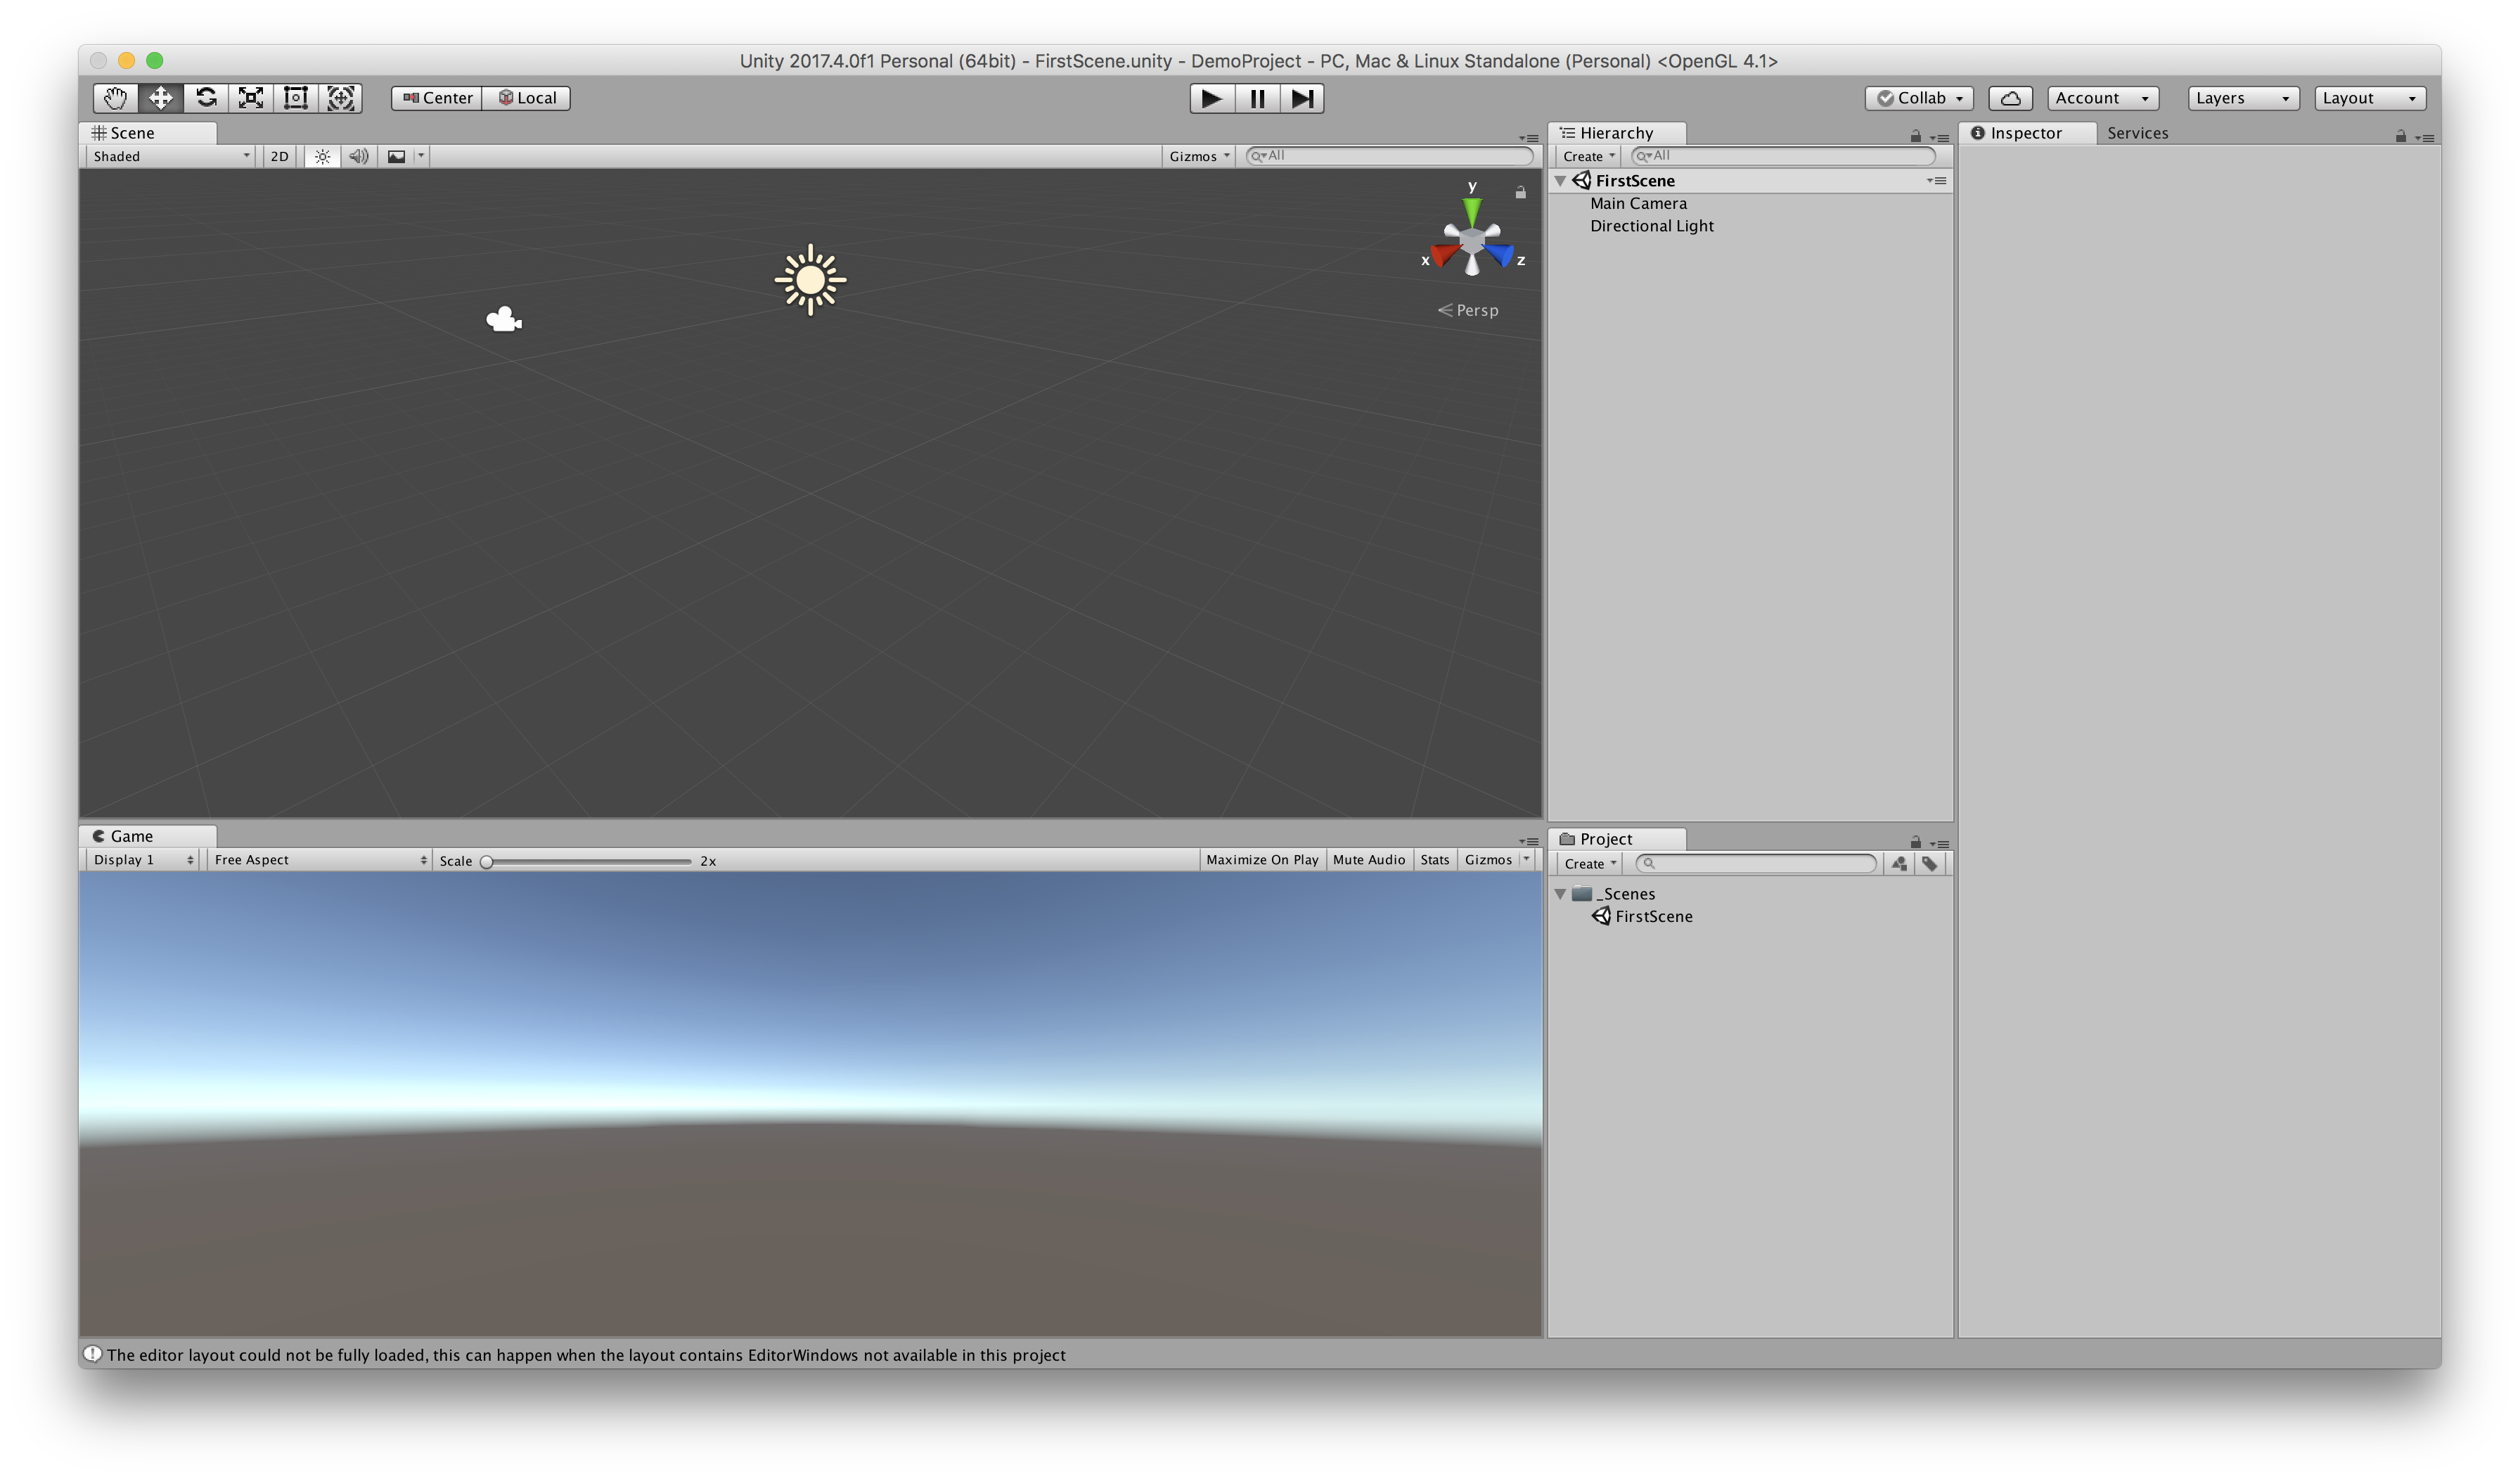 Unity 2017.4.0f1 Personal (64bit) - FirstScene.unity - DemoProject - PC, Mac & Linux Standalone (Personal) <OpenGL 4.1>
Center Local Collab Account Layers Layout
Scene
Shaded 2D Gizmos All
y
x z
Persp
Hierarchy
Create All
FirstScene
Main Camera
Directional Light
Inspector Services
Game
Display 1 Free Aspect Scale 2x Maximize On Play Mute Audio Stats Gizmos
Project
Create
_Scenes
FirstScene
The editor layout could not be fully loaded, this can happen when the layout contains EditorWindows not available in this project